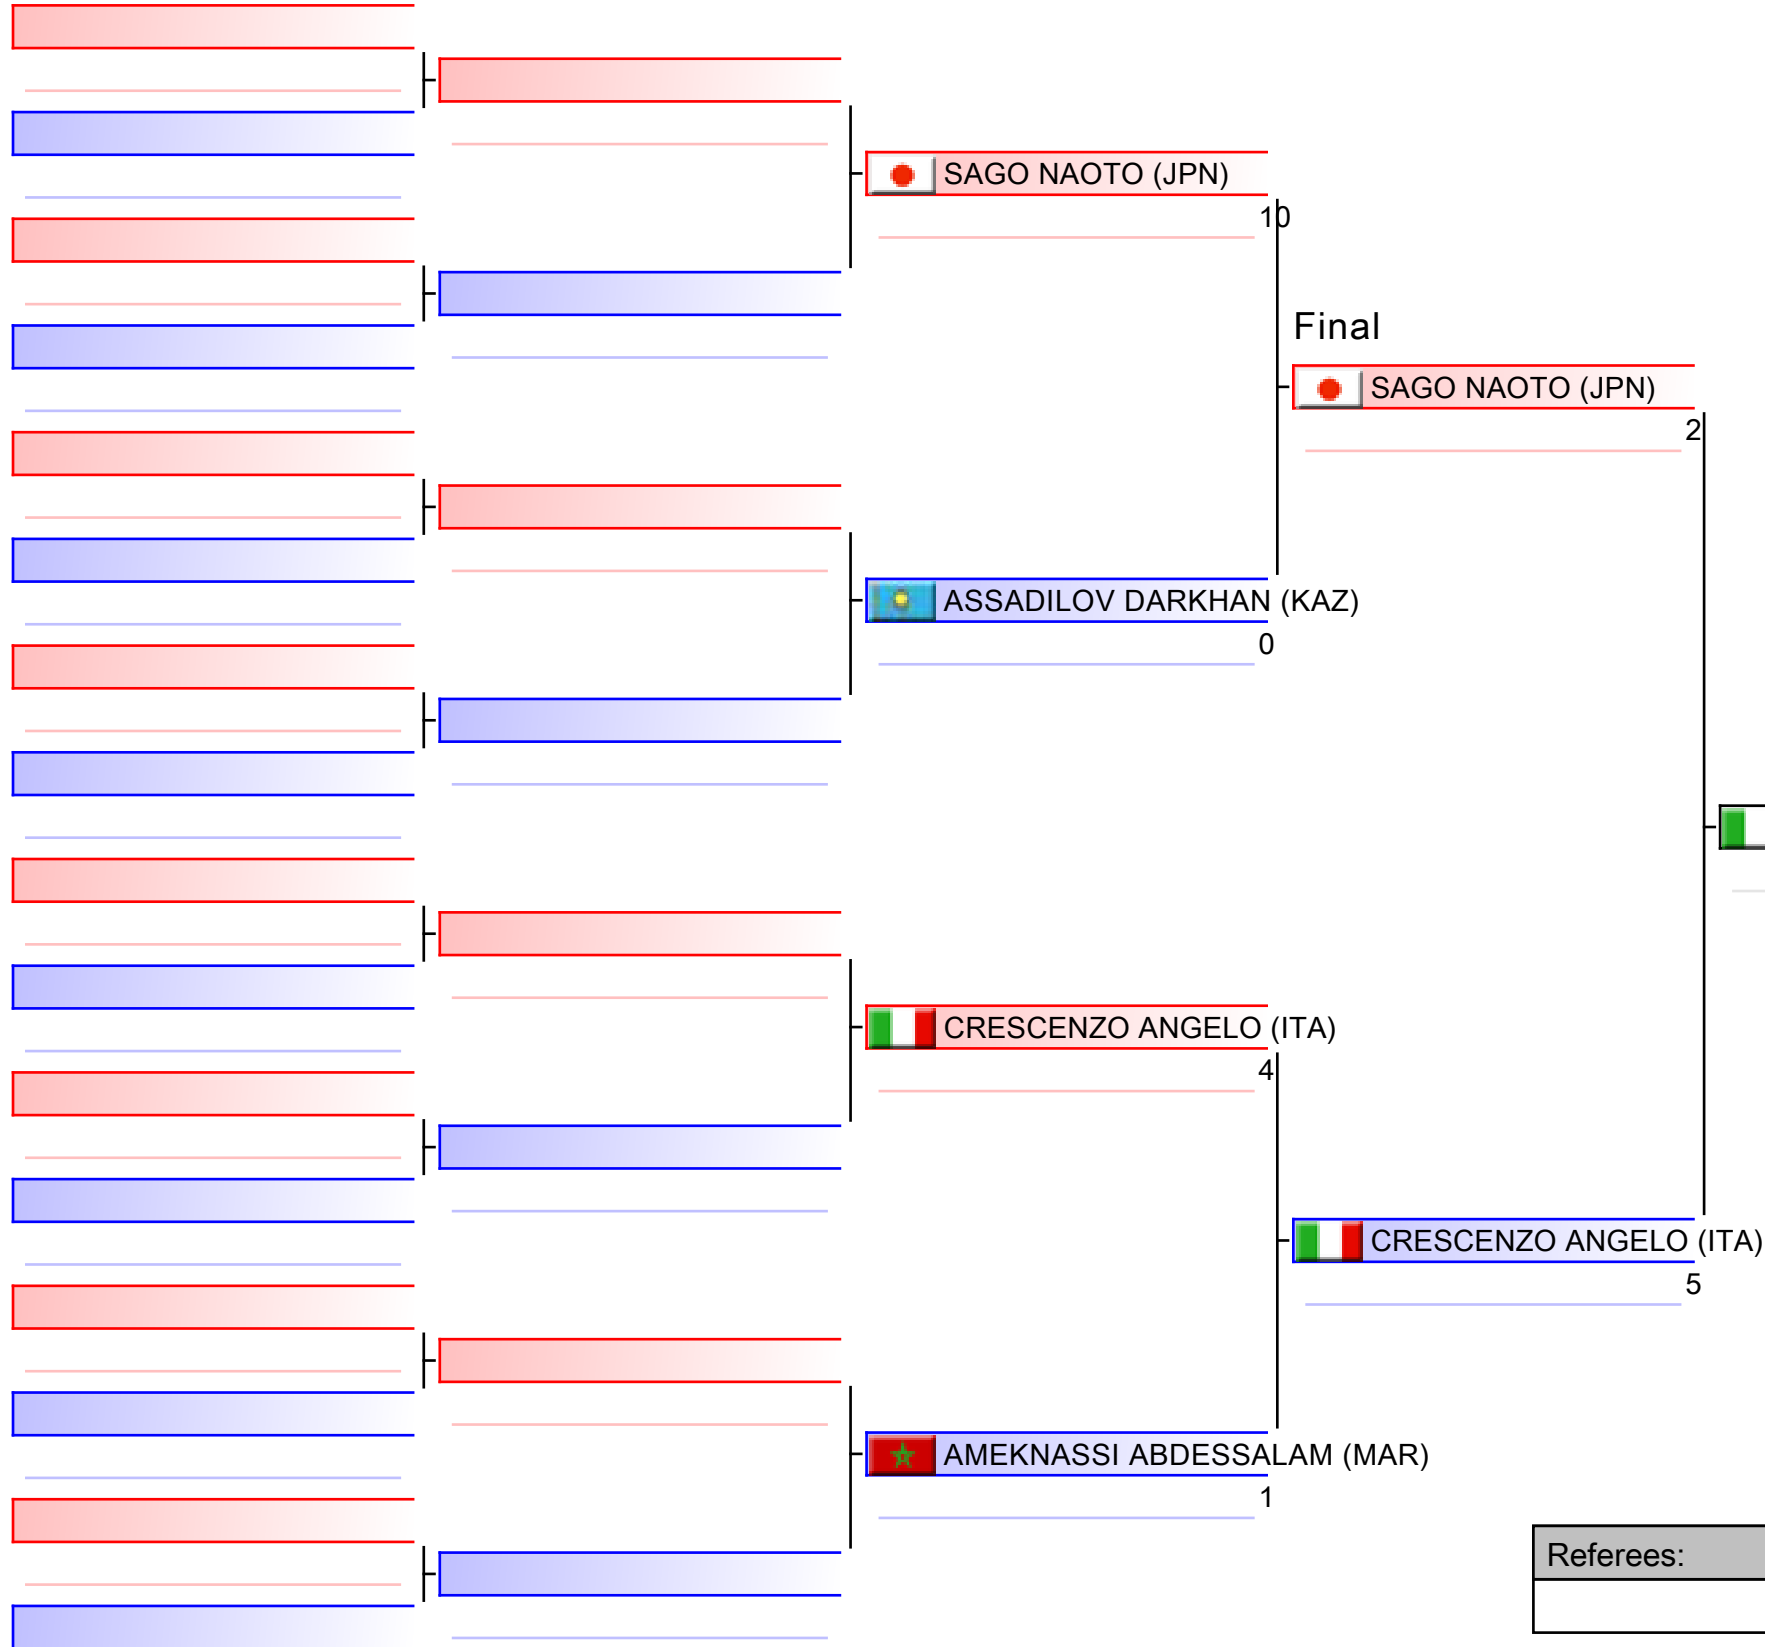 SAGO NAOTO (JPN)
10
Final
SAGO NAOTO (JPN)
2
ASSADILOV DARKHAN (KAZ)
0
CRESCENZO ANGELO (ITA)
4
CRESCENZO ANGELO (ITA)
5
AMEKNASSI ABDESSALAM (MAR)
1
Referees: